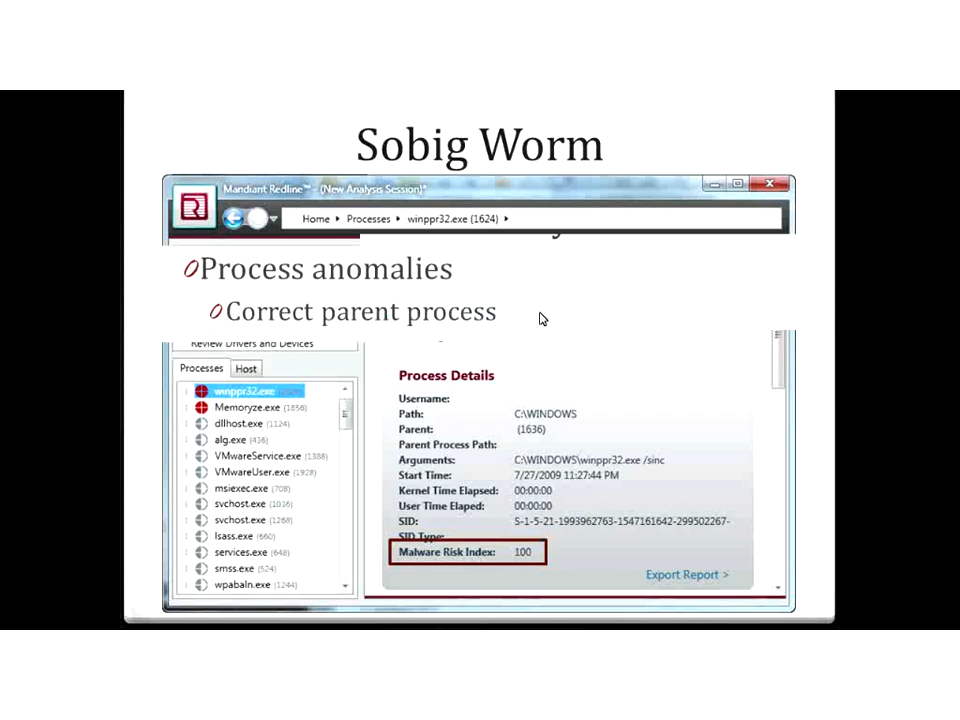 Sobig Worm
Mandiant Redline™ - (New Analysis Session)*
Home Processes winppr32.exe (1624)
Process anomalies
Correct parent process
Review Drivers and Devices
Processes Host
winppr32.exe
Memoryze.exe (1856)
dllhost.exe (1124)
alg.exe (436)
VMwareService.exe (1388)
VMwareUser.exe (1928)
msiexec.exe (708)
svchost.exe (1036)
svchost.exe (1268)
lsass.exe (660)
services.exe (648)
smss.exe (524)
wpabaln.exe (1244)
Process Details
Username:
Path: C:\WINDOWS
Parent: (1636)
Parent Process Path:
Arguments: C:\WINDOWS\winppr32.exe /sinc
Start Time: 7/27/2009 11:27:44 PM
Kernel Time Elapsed: 00:00:00
User Time Elaped: 00:00:00
SID: S-1-5-21-1993962763-1547161642-299502267-
SID Type:
Malware Risk Index: 100
Export Report >